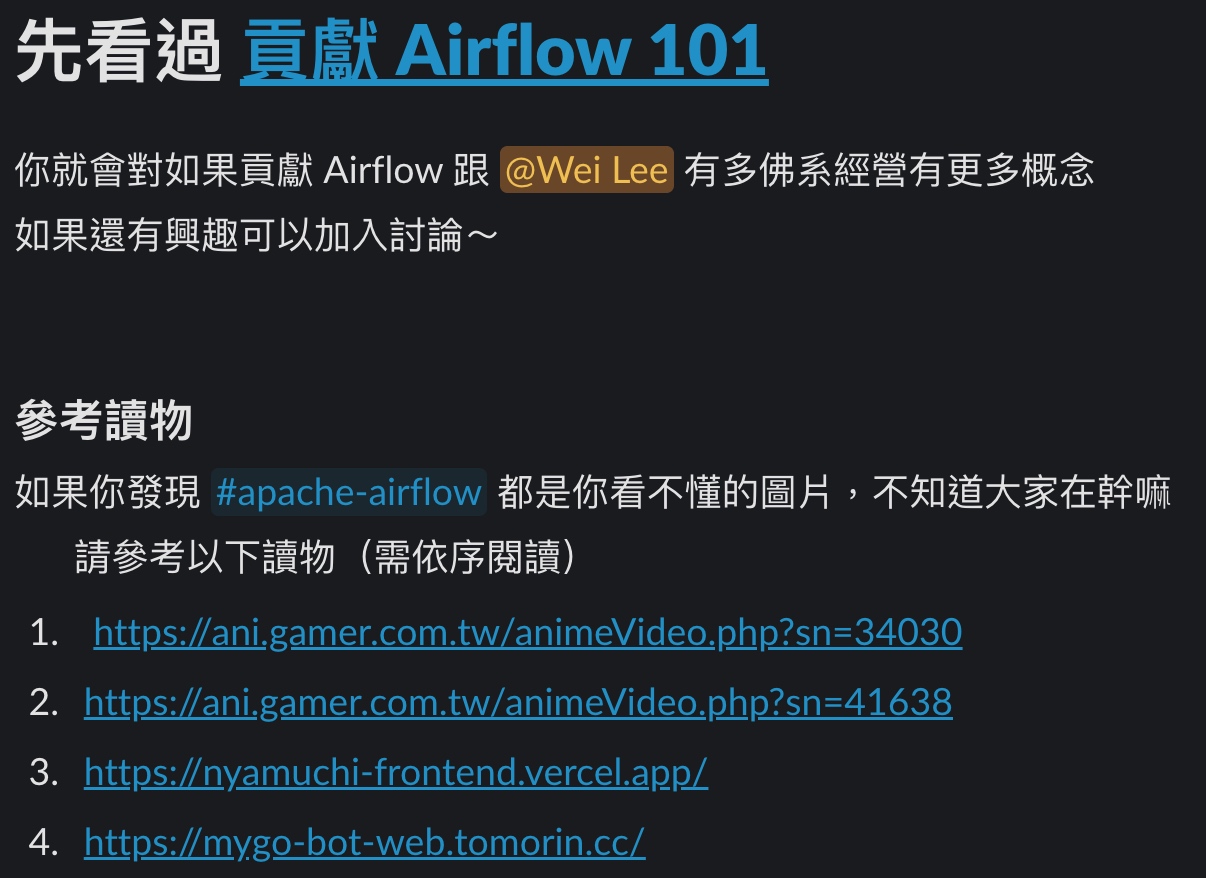 先看過 貢獻 Airflow 101
你就會對如果貢獻 Airflow 跟 @Wei Lee 有多佛系經營有更多概念
如果還有興趣可以加入討論～
參考讀物
如果你發現 #apache-airflow 都是你看不懂的圖片，不知道大家在幹嘛
請參考以下讀物（需依序閱讀）
1. https://ani.gamer.com.tw/animeVideo.php?sn=34030
2. https://ani.gamer.com.tw/animeVideo.php?sn=41638
3. https://nyamuchi-frontend.vercel.app/
4. https://mygo-bot-web.tomorin.cc/